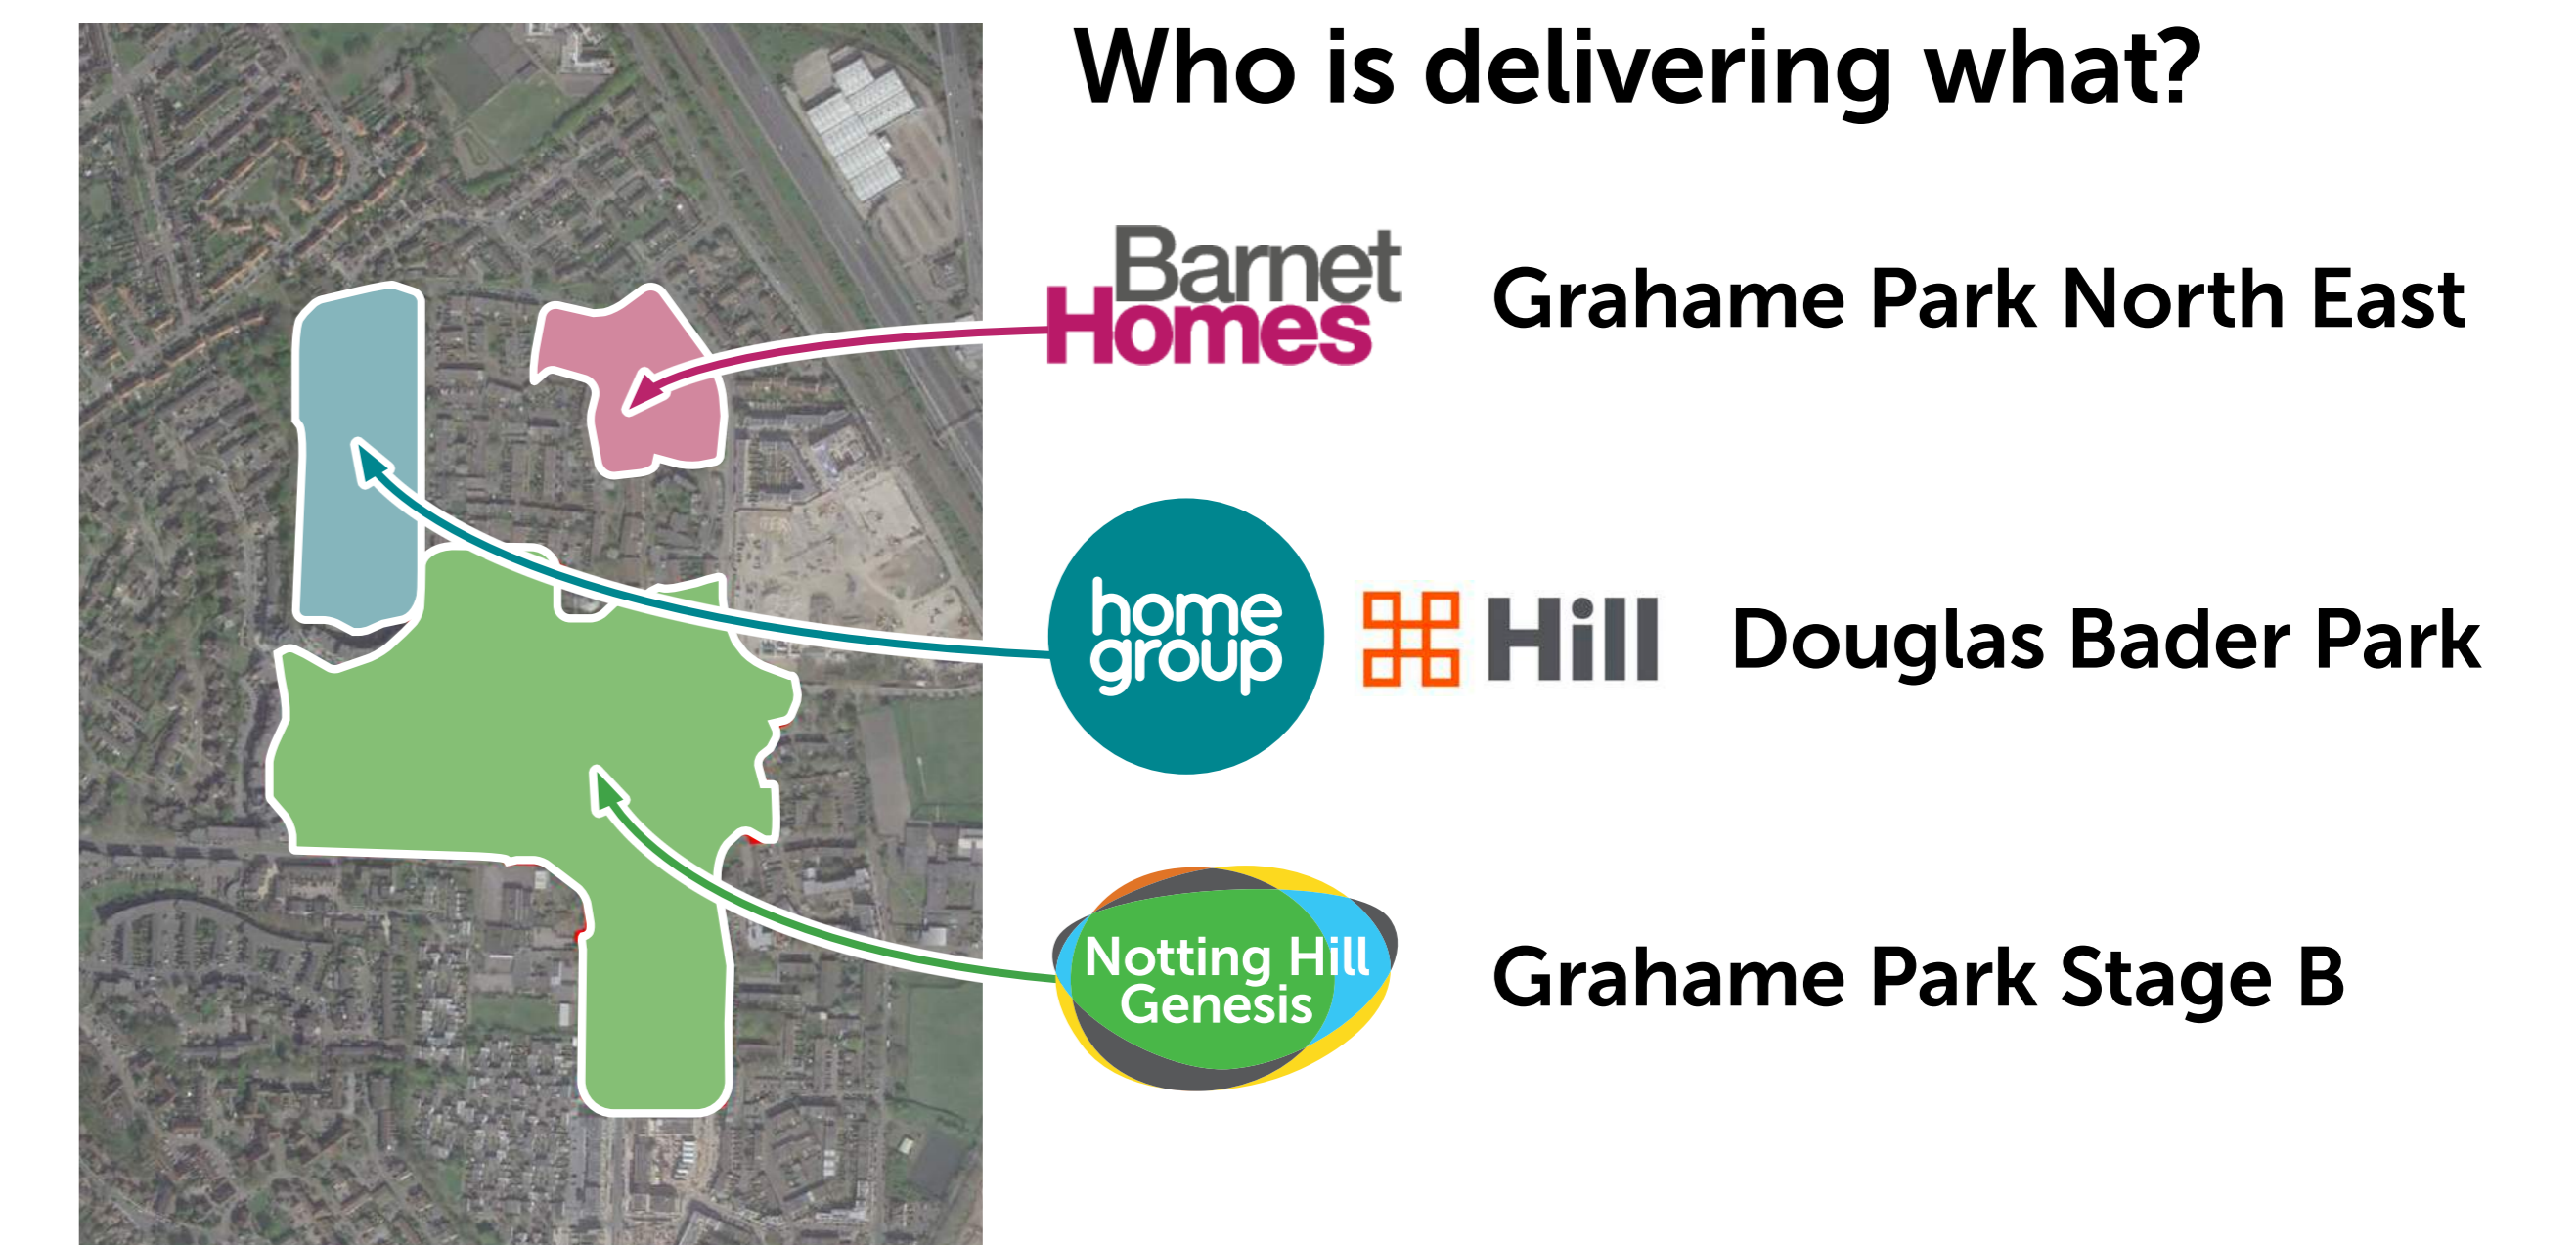 Who is delivering what?
Barnet
Homes
Grahame Park North East
home
group
Hill
Douglas Bader Park
Notting Hill
Genesis
Grahame Park Stage B